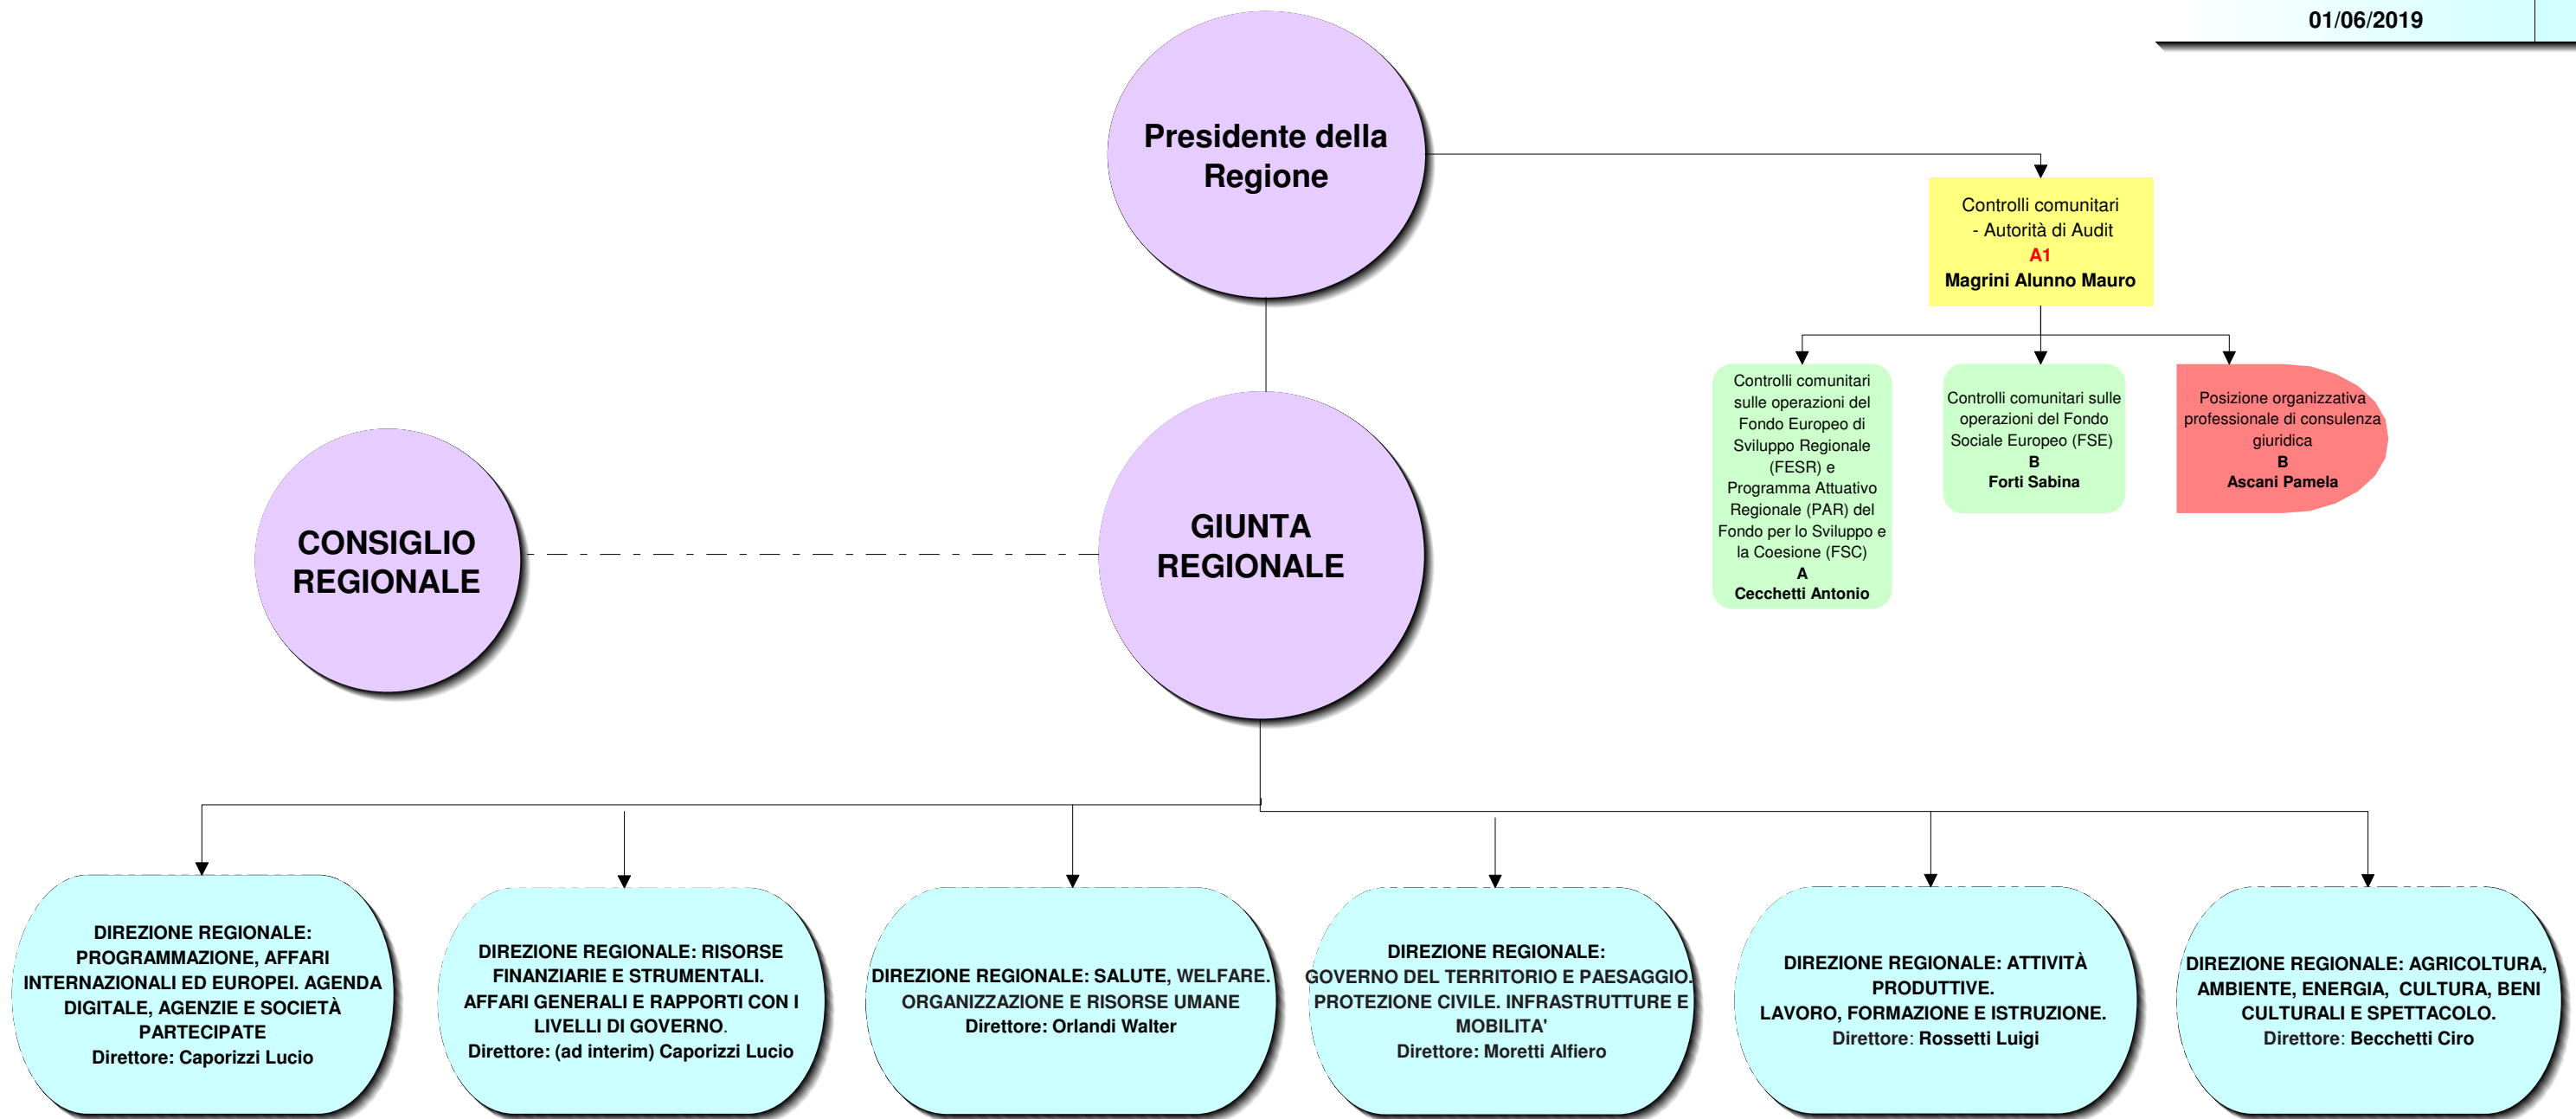 01/06/2019
Presidente della
Regione
Controlli comunitari
- Autorità di Audit
A1
Magrini Alunno Mauro
Controlli comunitari
sulle operazioni del
Fondo Europeo di
Sviluppo Regionale
(FESR) e
Programma Attuativo
Regionale (PAR) del
Fondo per lo Sviluppo e
la Coesione (FSC)
A
Cecchetti Antonio
Controlli comunitari sulle
operazioni del Fondo
Sociale Europeo (FSE)
B
Forti Sabina
Posizione organizzativa
professionale di consulenza
giuridica
B
Ascani Pamela
CONSIGLIO
REGIONALE
GIUNTA
REGIONALE
DIREZIONE REGIONALE:
PROGRAMMAZIONE, AFFARI
INTERNAZIONALI ED EUROPEI. AGENDA
DIGITALE, AGENZIE E SOCIETÀ
PARTECIPATE
Direttore: Caporizzi Lucio
DIREZIONE REGIONALE: RISORSE
FINANZIARIE E STRUMENTALI.
AFFARI GENERALI E RAPPORTI CON I
LIVELLI DI GOVERNO.
Direttore: (ad interim) Caporizzi Lucio
DIREZIONE REGIONALE: SALUTE, WELFARE.
ORGANIZZAZIONE E RISORSE UMANE
Direttore: Orlandi Walter
DIREZIONE REGIONALE:
GOVERNO DEL TERRITORIO E PAESAGGIO.
PROTEZIONE CIVILE. INFRASTRUTTURE E
MOBILITA'
Direttore: Moretti Alfiero
DIREZIONE REGIONALE: ATTIVITÀ
PRODUTTIVE.
LAVORO, FORMAZIONE E ISTRUZIONE.
Direttore: Rossetti Luigi
DIREZIONE REGIONALE: AGRICOLTURA,
AMBIENTE, ENERGIA, CULTURA, BENI
CULTURALI E SPETTACOLO.
Direttore: Becchetti Ciro